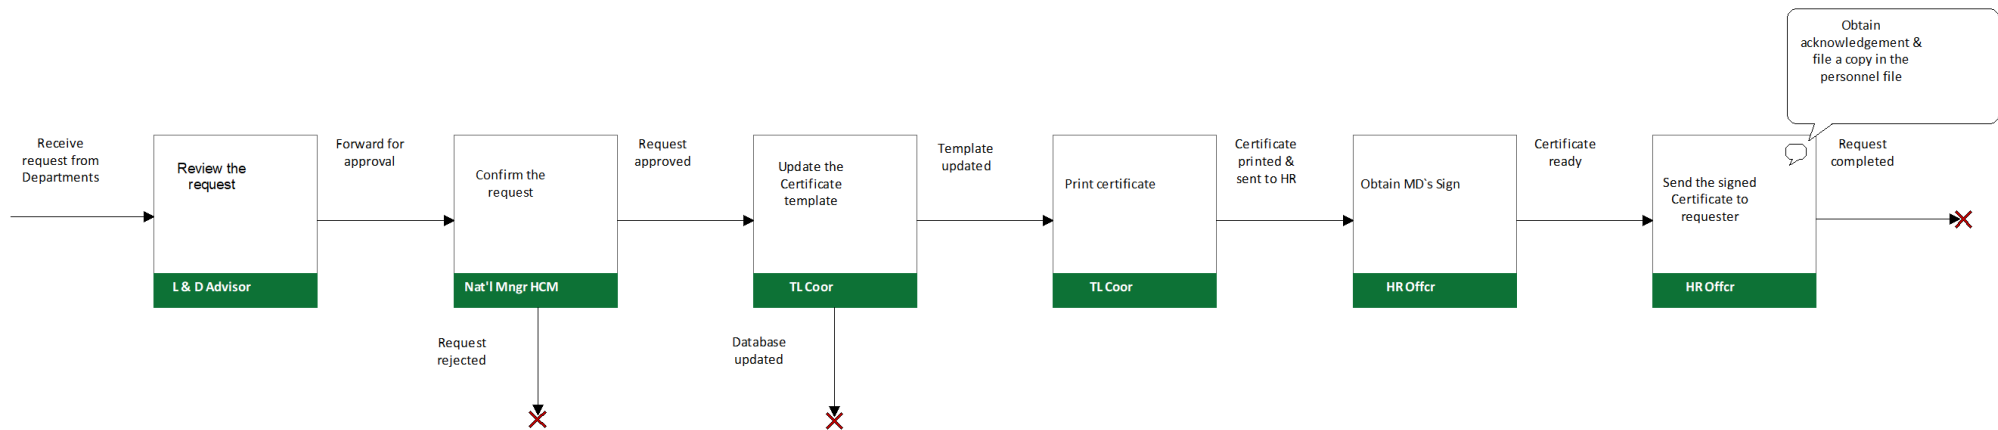 Obtain
acknowledgement &
file a copy in the
personnel file
Receive
request from
Departments
Review the
request
L & D Advisor
Forward for
approval
Confirm the
request
Nat'l Mngr HCM
Request
rejected
Request
approved
Update the
Certificate
template
TL Coor
Database
updated
Template
updated
Print certificate
TL Coor
Certificate
printed &
sent to HR
Obtain MD`s Sign
HR Offcr
Certificate
ready
Send the signed
Certificate to
requester
HR Offcr
Request
completed